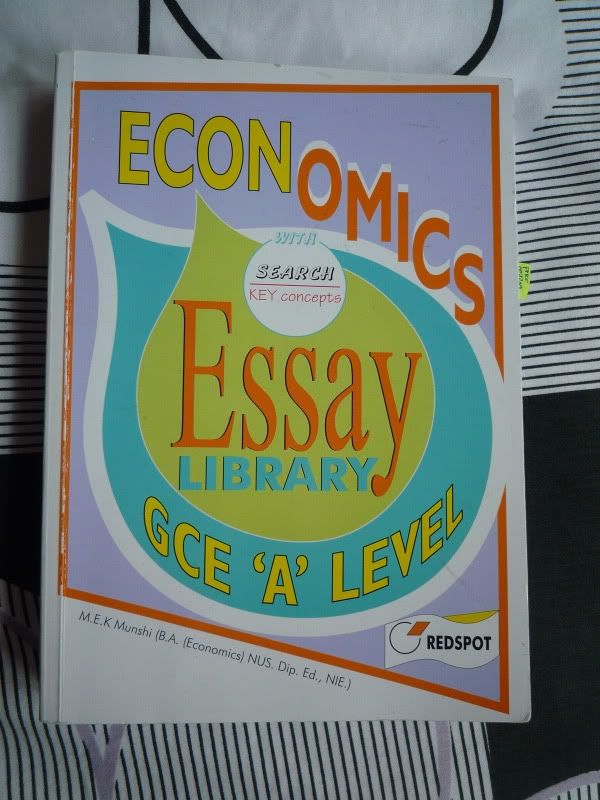 ECONOMICS
WITH
SEARCH
KEY concepts
Essay
LIBRARY
GCE 'A' LEVEL
M.E.K Munshi (B.A. (Economics) NUS. Dip. Ed., NIE.)
REDSPOT